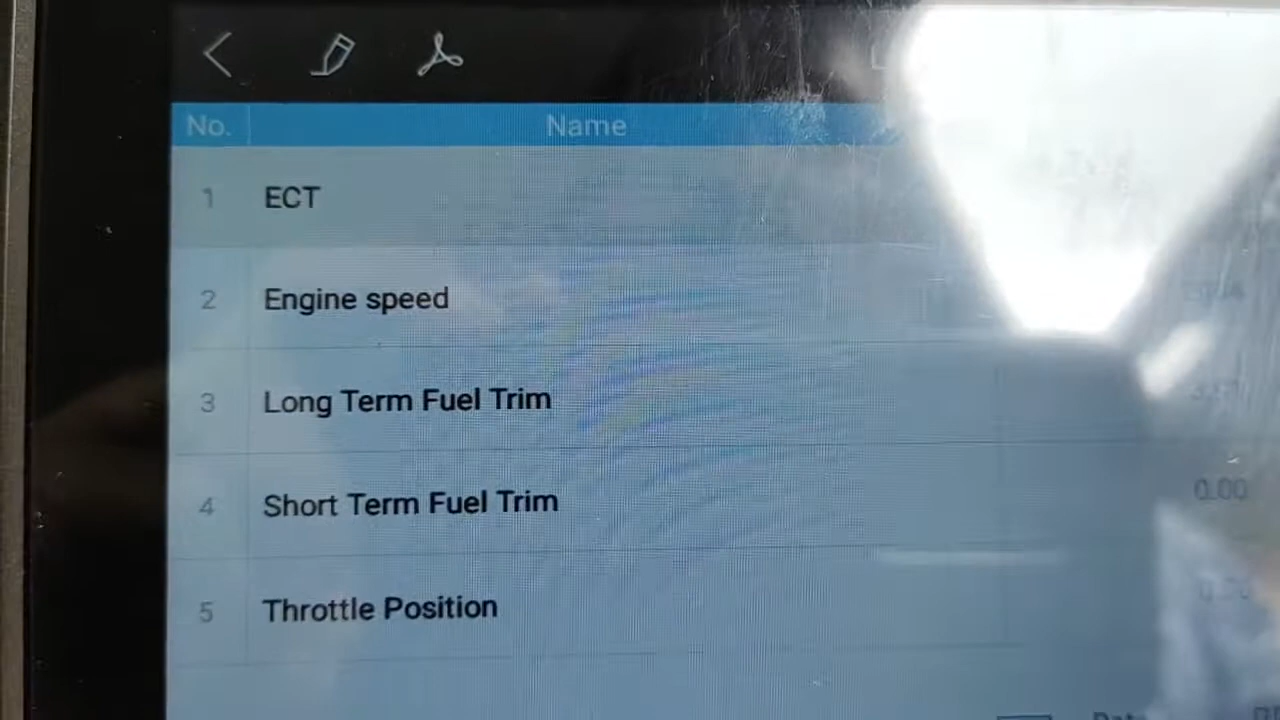 No. Name
1 ECT
2 Engine speed
3 Long Term Fuel Trim
4 Short Term Fuel Trim 0.00
5 Throttle Position